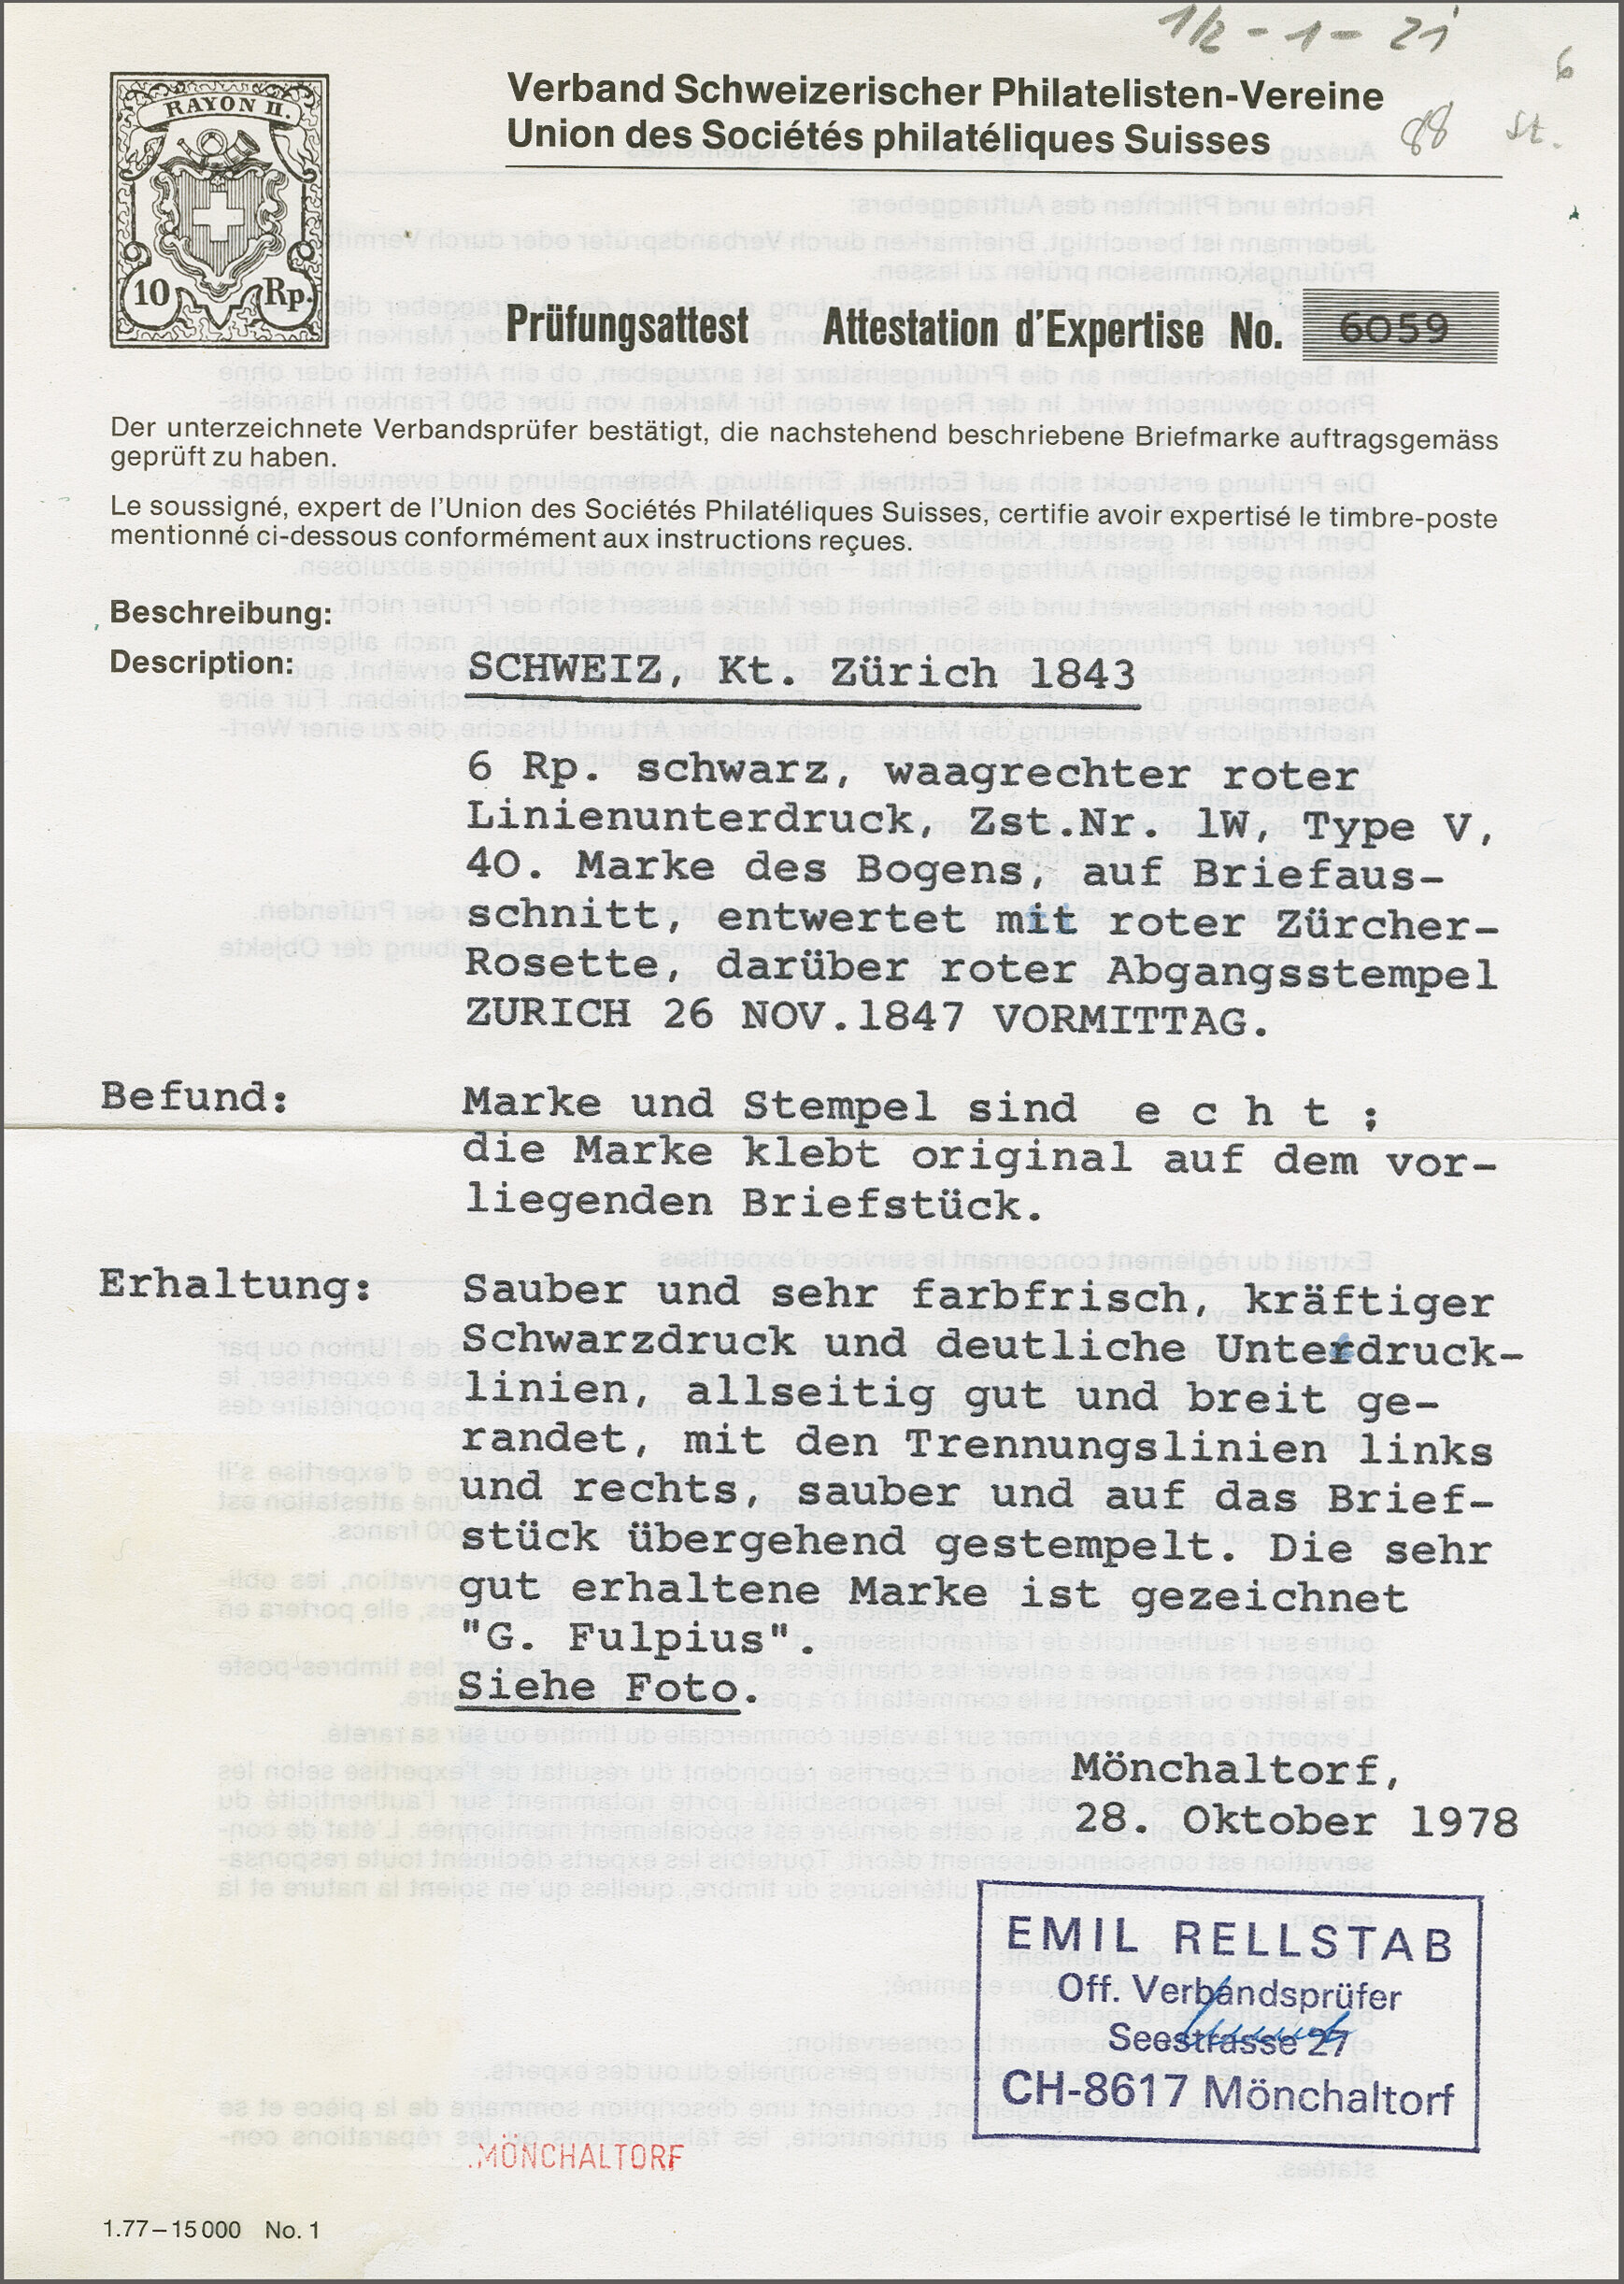 1/2 - 1 - 21
6
RAYON II.
Verband Schweizerischer Philatelisten-Vereine
Union des Sociétés philatéliques Suisses
88 St.
10 Rp.
Prüfungsattest Attestation d'Expertise No. 6059
Der unterzeichnete Verbandsprüfer bestätigt, die nachstehend beschriebene Briefmarke auftragsgemäss
geprüft zu haben.
Le soussigné, expert de l'Union des Sociétés Philatéliques Suisses, certifie avoir expertisé le timbre-poste
mentionné ci-dessous conformément aux instructions reçues.
Beschreibung:
Description: SCHWEIZ, Kt. Zürich 1843
6 Rp. schwarz, waagrechter roter
Linienunterdruck, Zst.Nr. 1W, Type V,
40. Marke des Bogens, auf Briefaus-
schnitt, entwertet mit roter Zürcher-
Rosette, darüber roter Abgangsstempel
ZURICH 26 NOV.1847 VORMITTAG.
Befund: Marke und Stempel sind e c h t ;
die Marke klebt original auf dem vor-
liegenden Briefstück.
Erhaltung: Sauber und sehr farbfrisch, kräftiger
Schwarzdruck und deutliche Unterdruck-
linien, allseitig gut und breit ge-
randet, mit den Trennungslinien links
und rechts, sauber und auf das Brief-
stück übergehend gestempelt. Die sehr
gut erhaltene Marke ist gezeichnet
"G. Fulpius".
Siehe Foto.
Mönchaltorf,
28. Oktober 1978
EMIL RELLSTAB
Off. Verbandsprüfer
Seestrasse 27
CH-8617 Mönchaltorf
MÖNCHALTORF
1.77–15000 No. 1